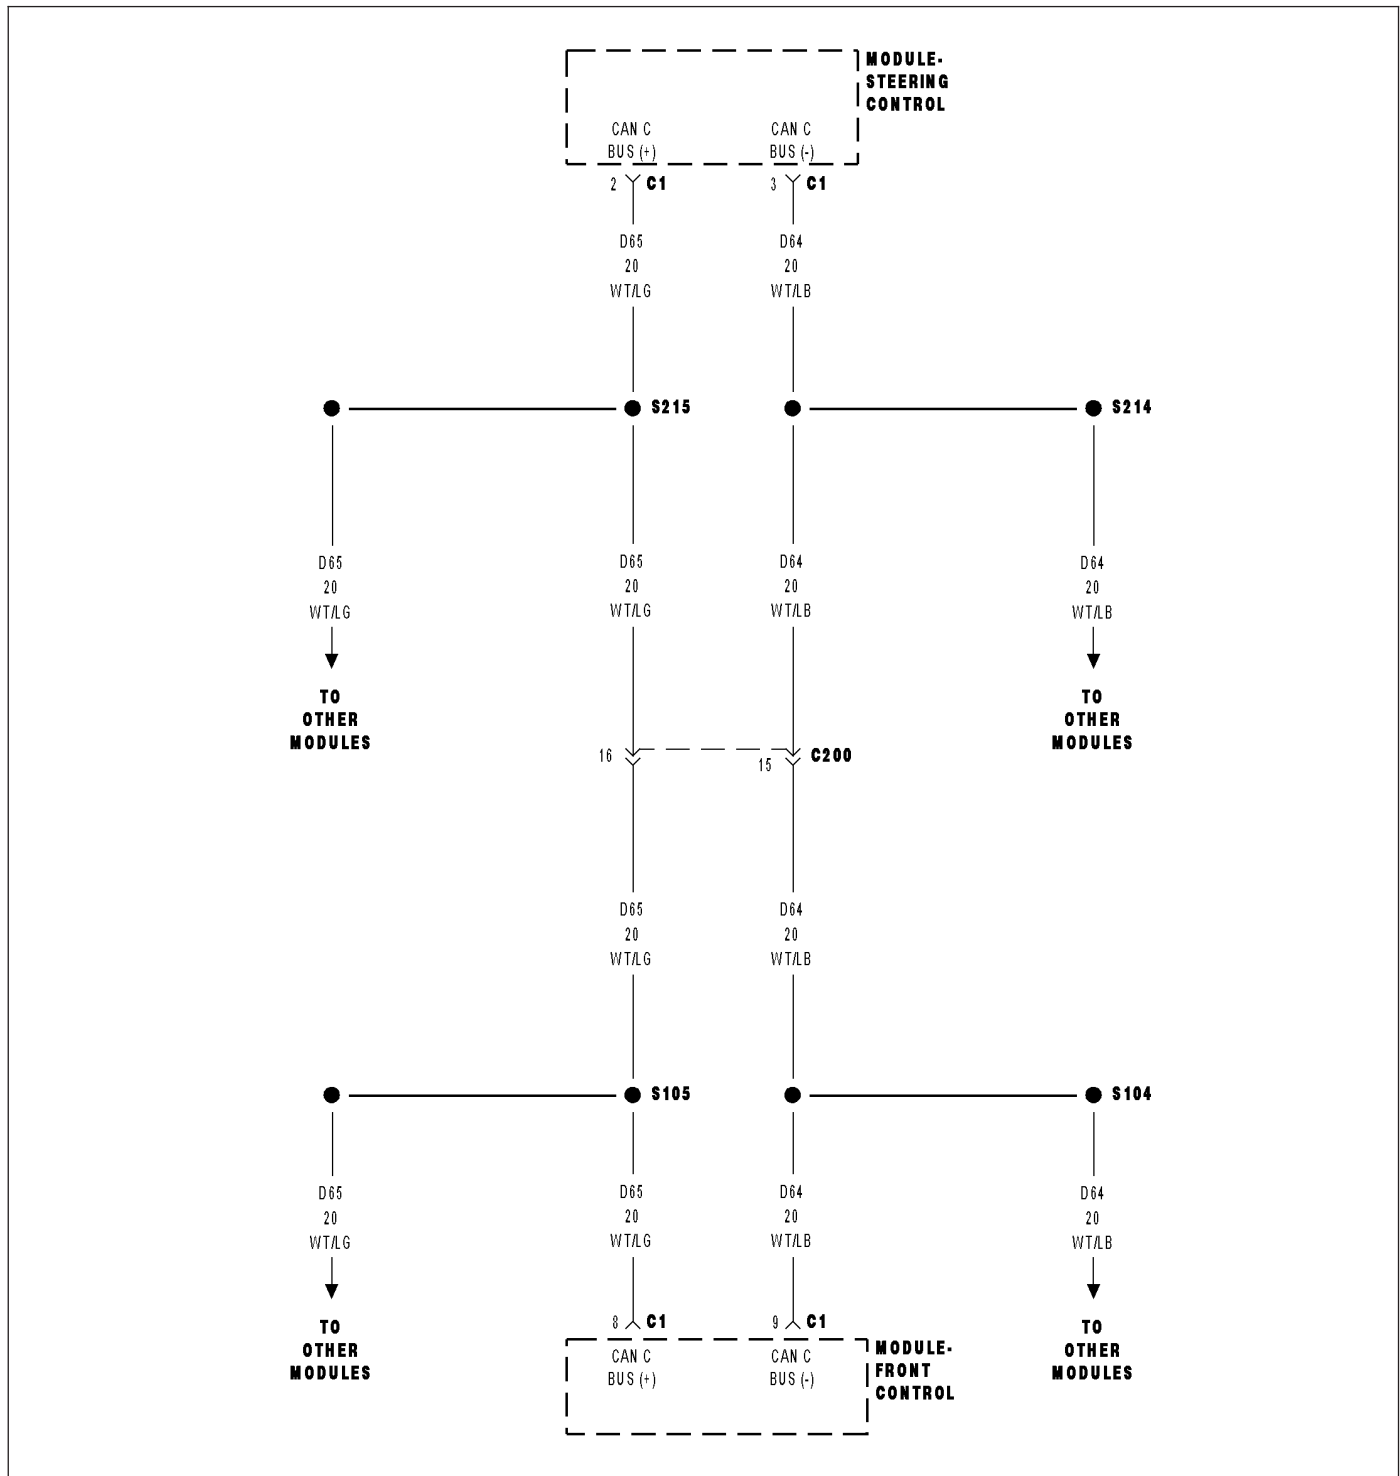 MODULE-
STEERING
CONTROL
CAN C
BUS (+)
CAN C
BUS (-)
2
C1
3
C1
D65
20
WT/LG
D64
20
WT/LB
S215
S214
D65
20
WT/LG
D65
20
WT/LG
D64
20
WT/LB
D64
20
WT/LB
TO
OTHER
MODULES
TO
OTHER
MODULES
16
15
C200
D65
20
WT/LG
D64
20
WT/LB
S105
S104
D65
20
WT/LG
D65
20
WT/LG
D64
20
WT/LB
D64
20
WT/LB
TO
OTHER
MODULES
8
C1
9
C1
TO
OTHER
MODULES
CAN C
BUS (+)
CAN C
BUS (-)
MODULE-
FRONT
CONTROL